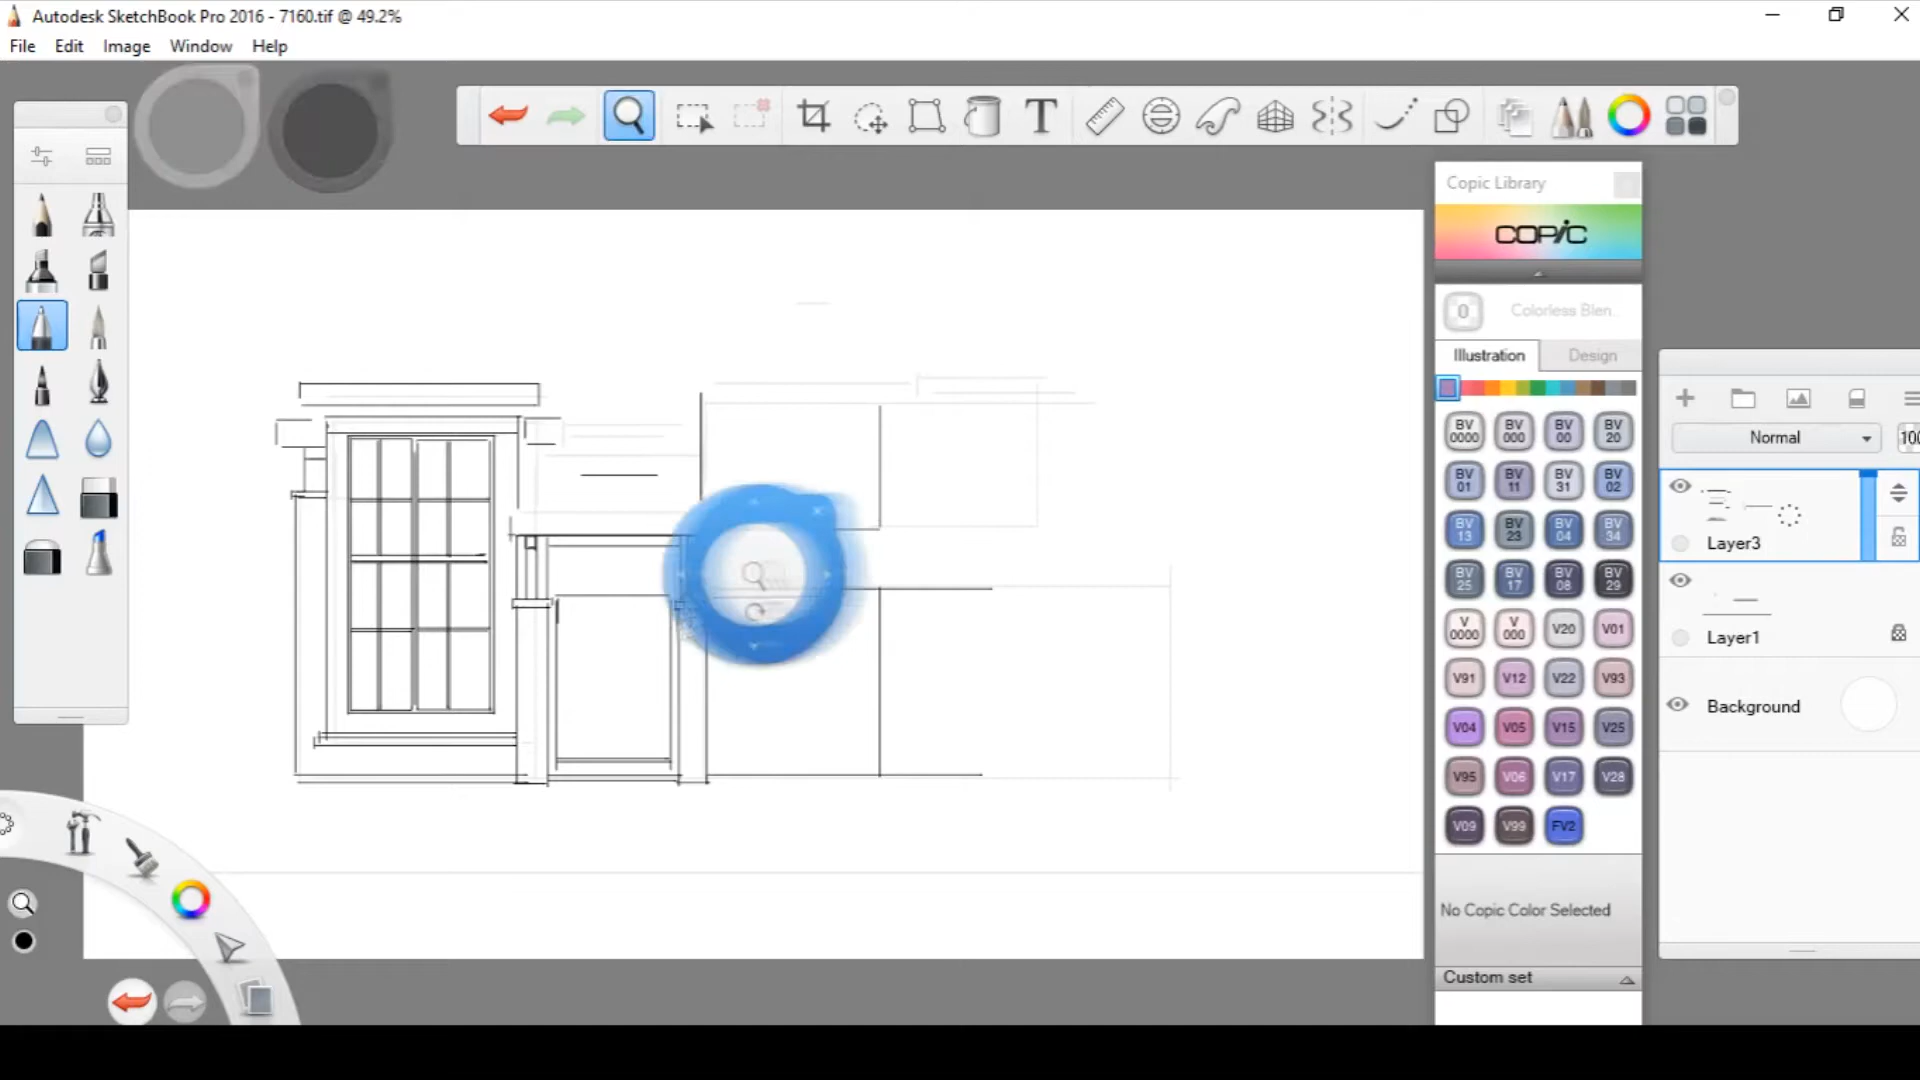 Autodesk SketchBook Pro 2016 - 7160.tif @ 49.2%
File Edit Image Window Help
T
Copic Library
COPIC
0 Colorless Blen..
Illustration Design
BV 0000 BV 000 BV 00 BV 20
BV 01 BV 11 BV 31 BV 02
BV 13 BV 23 BV 04 BV 34
BV 25 BV 17 BV 08 BV 29
V 0000 V 000 V20 V01
V91 V12 V22 V93
V04 V05 V15 V25
V95 V06 V17 V28
V09 V99 FV2
No Copic Color Selected
Custom set
Normal 100
Layer3
Layer1
Background